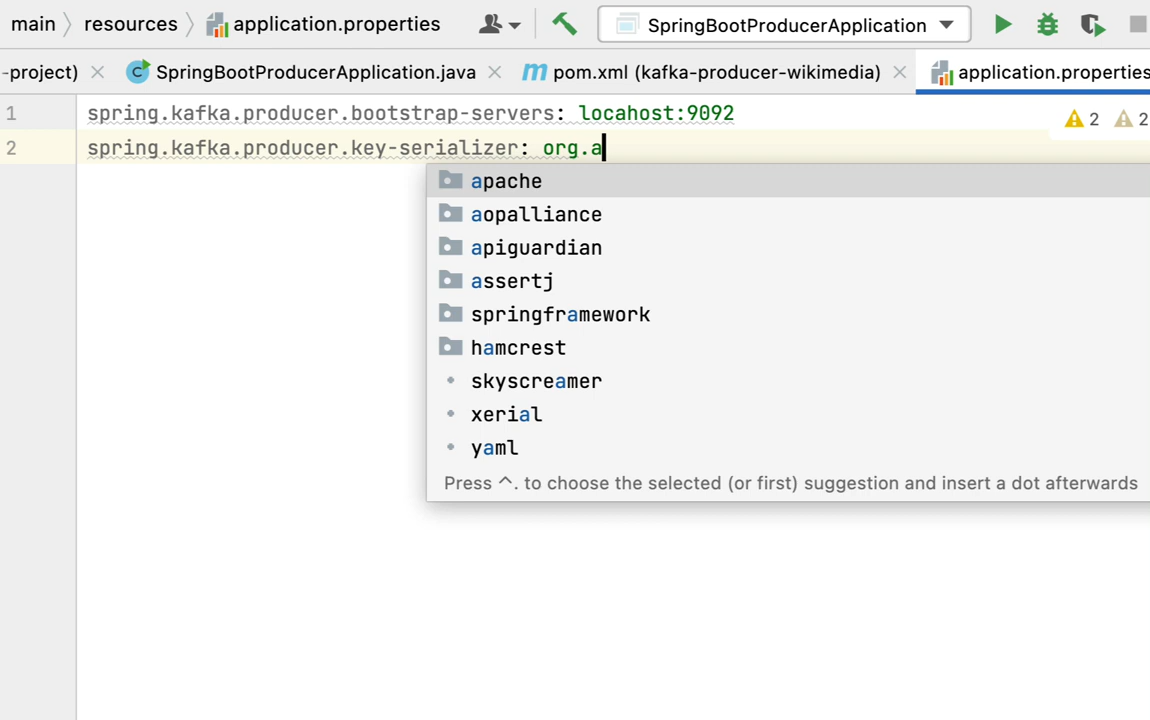 main resources application.properties SpringBootProducerApplication
-project) SpringBootProducerApplication.java m pom.xml (kafka-producer-wikimedia) application.properties
1 spring.kafka.producer.bootstrap-servers: locahost:9092 2 2
2 spring.kafka.producer.key-serializer: org.a
apache
aopalliance
apiguardian
assertj
springframework
hamcrest
skyscreamer
xerial
yaml
Press ^. to choose the selected (or first) suggestion and insert a dot afterwards